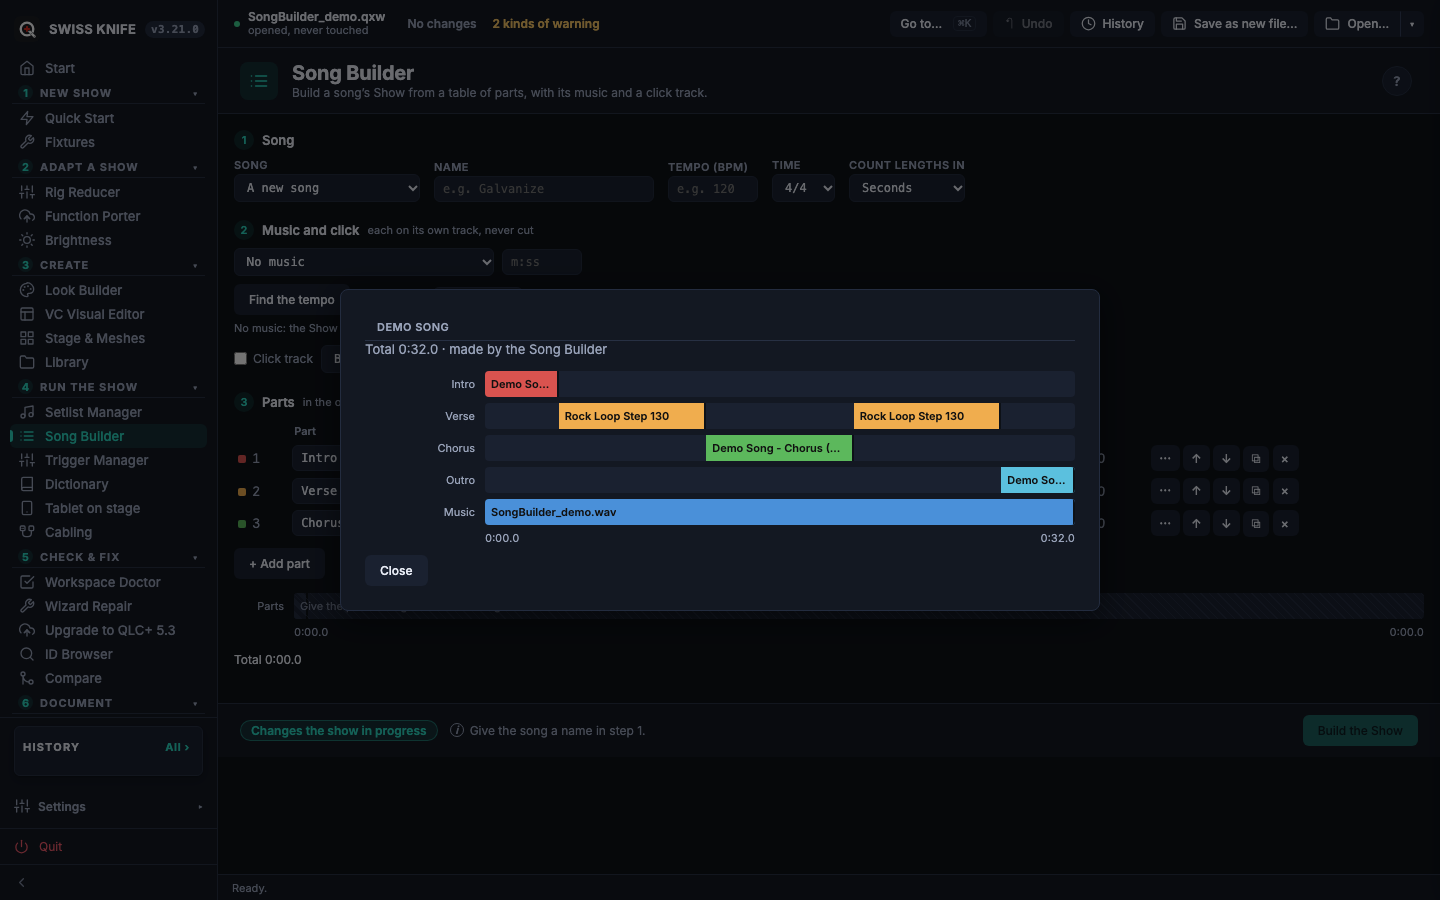 SWISS KNIFE v3.21.0
Start
1 NEW SHOW
Quick Start
Fixtures
2 ADAPT A SHOW
Rig Reducer
Function Porter
Brightness
3 CREATE
Look Builder
VC Visual Editor
Stage & Meshes
Library
4 RUN THE SHOW
Setlist Manager
Song Builder
Trigger Manager
Dictionary
Tablet on stage
Cabling
5 CHECK & FIX
Workspace Doctor
Wizard Repair
Upgrade to QLC+ 5.3
ID Browser
Compare
6 DOCUMENT
HISTORY All ›
Settings
Quit
SongBuilder_demo.qxw
opened, never touched
No changes 2 kinds of warning
Go to... ⌘K Undo History Save as new file... Open...
Song Builder
Build a song's Show from a table of parts, with its music and a click track.
?
1 Song
SONG NAME TEMPO (BPM) TIME COUNT LENGTHS IN
A new song e.g. Galvanize e.g. 120 4/4 Seconds
2 Music and click each on its own track, never cut
No music m:ss
Find the tempo
No music: the Show
Click track B
3 Parts in the o
Part
1 Intro
2 Verse
3 Chorus
+ Add part
Parts Give the
0:00.0 0:00.0
Total 0:00.0
DEMO SONG
Total 0:32.0 · made by the Song Builder
Intro Demo So...
Verse Rock Loop Step 130 Rock Loop Step 130
Chorus Demo Song - Chorus (...
Outro Demo So...
Music SongBuilder_demo.wav
0:00.0 0:32.0
Close
Changes the show in progress Give the song a name in step 1. Build the Show
Ready.